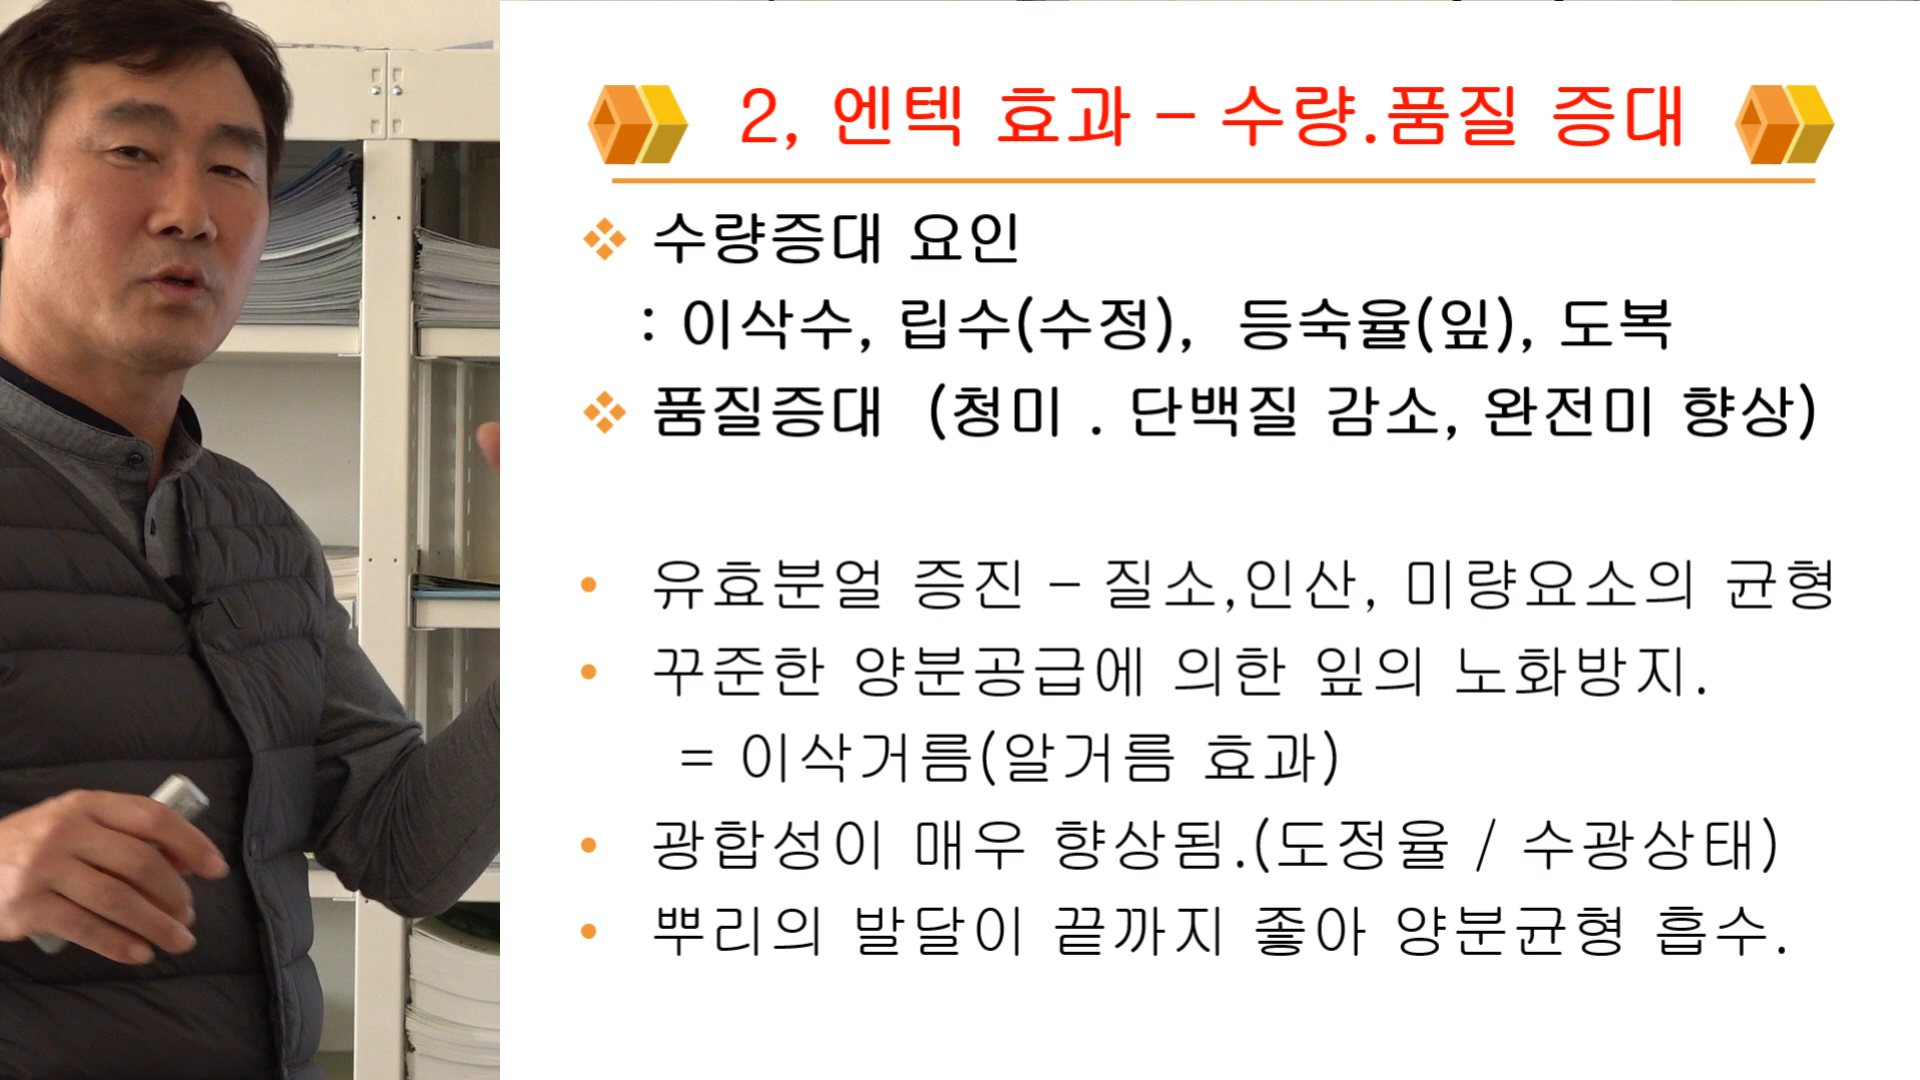 2, 엔텍 효과 – 수량.품질 증대
수량증대 요인
: 이삭수, 립수(수정), 등숙율(잎), 도복
품질증대 (청미 . 단백질 감소, 완전미 향상)
• 유효분얼 증진 – 질소,인산, 미량요소의 균형
• 꾸준한 양분공급에 의한 잎의 노화방지.
= 이삭거름(알거름 효과)
• 광합성이 매우 향상됨.(도정율 / 수광상태)
• 뿌리의 발달이 끝까지 좋아 양분균형 흡수.